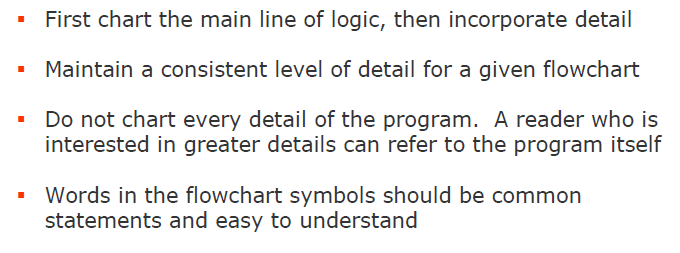 ▪ First chart the main line of logic, then incorporate detail
▪ Maintain a consistent level of detail for a given flowchart
▪ Do not chart every detail of the program.  A reader who is
interested in greater details can refer to the program itself
▪ Words in the flowchart symbols should be common
statements and easy to understand